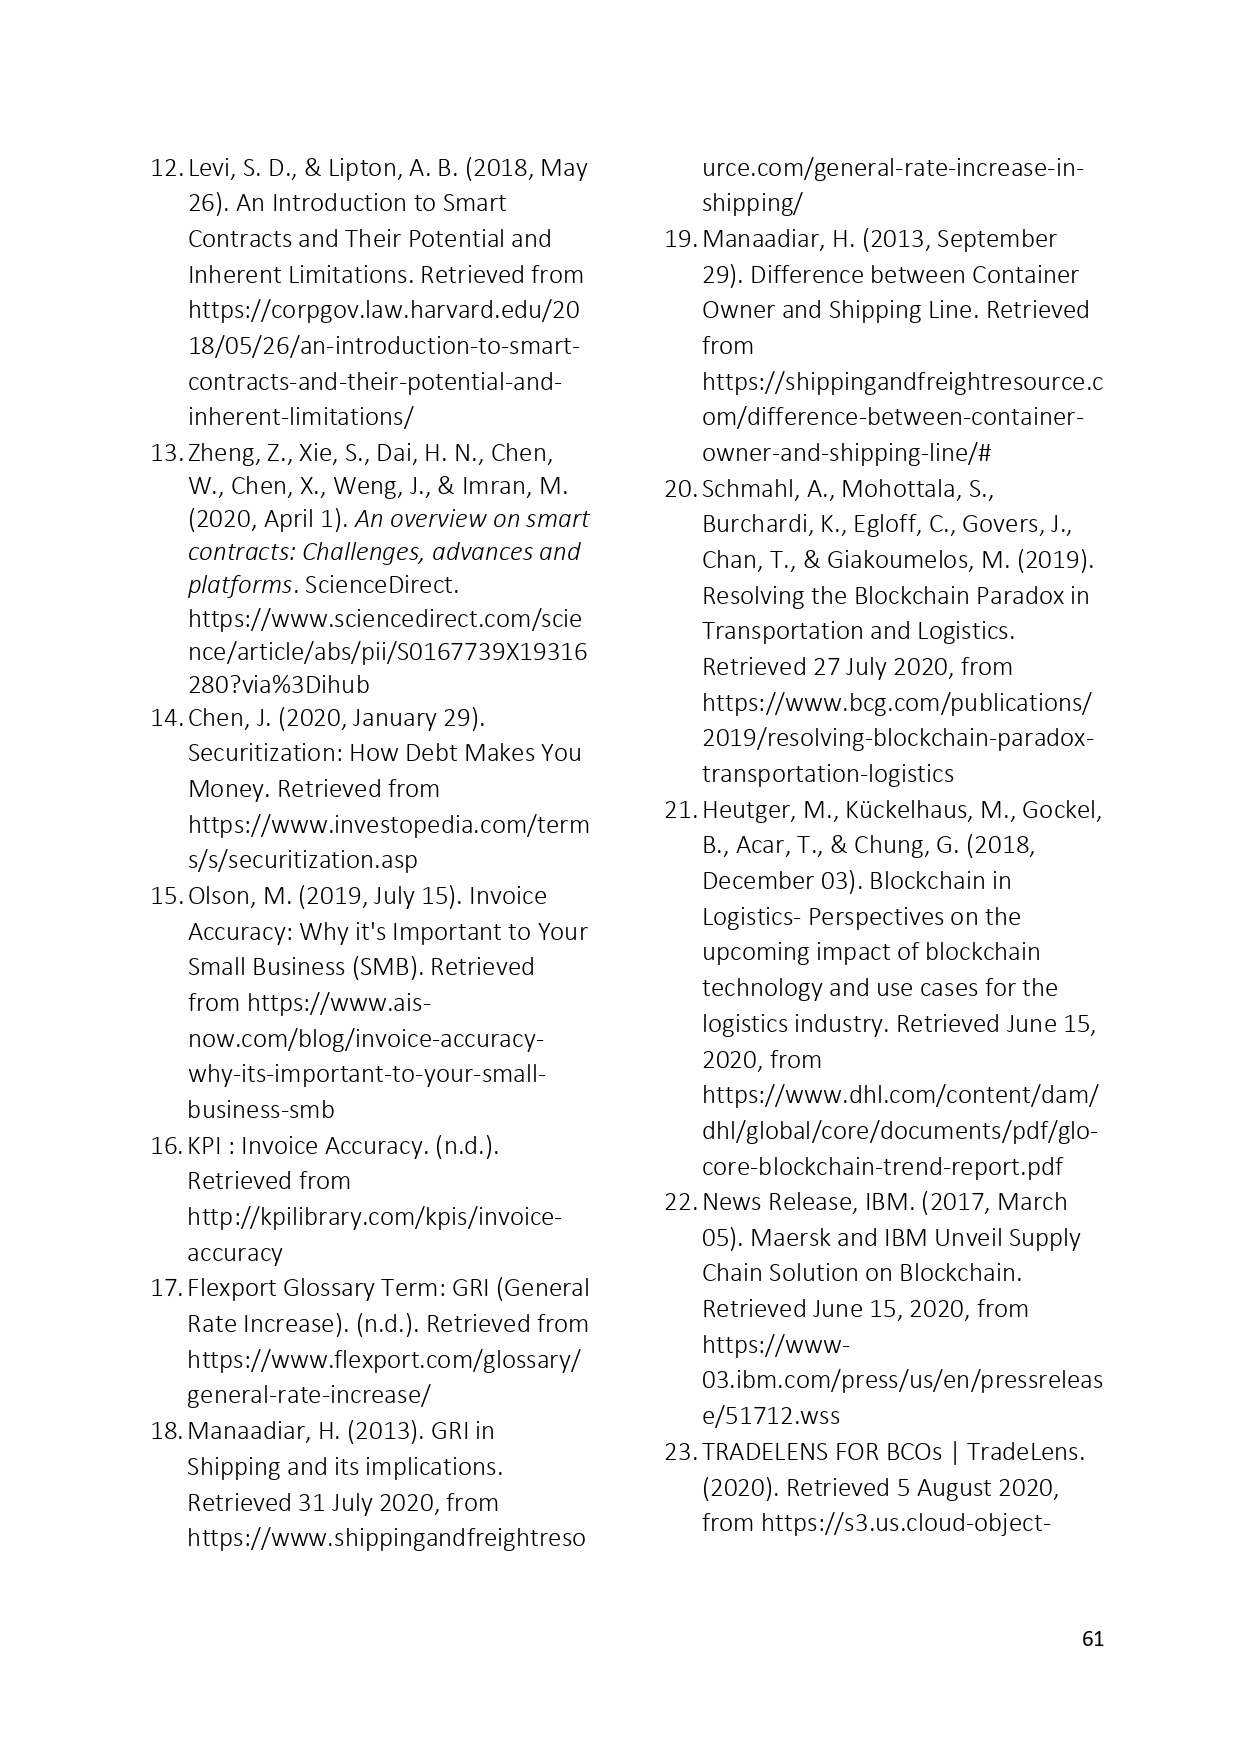 12. Levi, S. D., & Lipton, A. B. (2018, May
26). An Introduction to Smart
Contracts and Their Potential and
Inherent Limitations. Retrieved from
https://corpgov.law.harvard.edu/20
18/05/26/an-introduction-to-smart-
contracts-and-their-potential-and-
inherent-limitations/
13. Zheng, Z., Xie, S., Dai, H. N., Chen,
W., Chen, X., Weng, J., & Imran, M.
(2020, April 1). An overview on smart
contracts: Challenges, advances and
platforms. ScienceDirect.
https://www.sciencedirect.com/scie
nce/article/abs/pii/S0167739X19316
280?via%3Dihub
14. Chen, J. (2020, January 29).
Securitization: How Debt Makes You
Money. Retrieved from
https://www.investopedia.com/term
s/s/securitization.asp
15. Olson, M. (2019, July 15). Invoice
Accuracy: Why it's Important to Your
Small Business (SMB). Retrieved
from https://www.ais-
now.com/blog/invoice-accuracy-
why-its-important-to-your-small-
business-smb
16. KPI : Invoice Accuracy. (n.d.).
Retrieved from
http://kpilibrary.com/kpis/invoice-
accuracy
17. Flexport Glossary Term: GRI (General
Rate Increase). (n.d.). Retrieved from
https://www.flexport.com/glossary/
general-rate-increase/
18. Manaadiar, H. (2013). GRI in
Shipping and its implications.
Retrieved 31 July 2020, from
https://www.shippingandfreightreso
urce.com/general-rate-increase-in-
shipping/
19. Manaadiar, H. (2013, September
29). Difference between Container
Owner and Shipping Line. Retrieved
from
https://shippingandfreightresource.c
om/difference-between-container-
owner-and-shipping-line/#
20. Schmahl, A., Mohottala, S.,
Burchardi, K., Egloff, C., Govers, J.,
Chan, T., & Giakoumelos, M. (2019).
Resolving the Blockchain Paradox in
Transportation and Logistics.
Retrieved 27 July 2020, from
https://www.bcg.com/publications/
2019/resolving-blockchain-paradox-
transportation-logistics
21. Heutger, M., Kückelhaus, M., Gockel,
B., Acar, T., & Chung, G. (2018,
December 03). Blockchain in
Logistics- Perspectives on the
upcoming impact of blockchain
technology and use cases for the
logistics industry. Retrieved June 15,
2020, from
https://www.dhl.com/content/dam/
dhl/global/core/documents/pdf/glo-
core-blockchain-trend-report.pdf
22. News Release, IBM. (2017, March
05). Maersk and IBM Unveil Supply
Chain Solution on Blockchain.
Retrieved June 15, 2020, from
https://www-
03.ibm.com/press/us/en/pressreleas
e/51712.wss
23. TRADELENS FOR BCOs | TradeLens.
(2020). Retrieved 5 August 2020,
from https://s3.us.cloud-object-
61